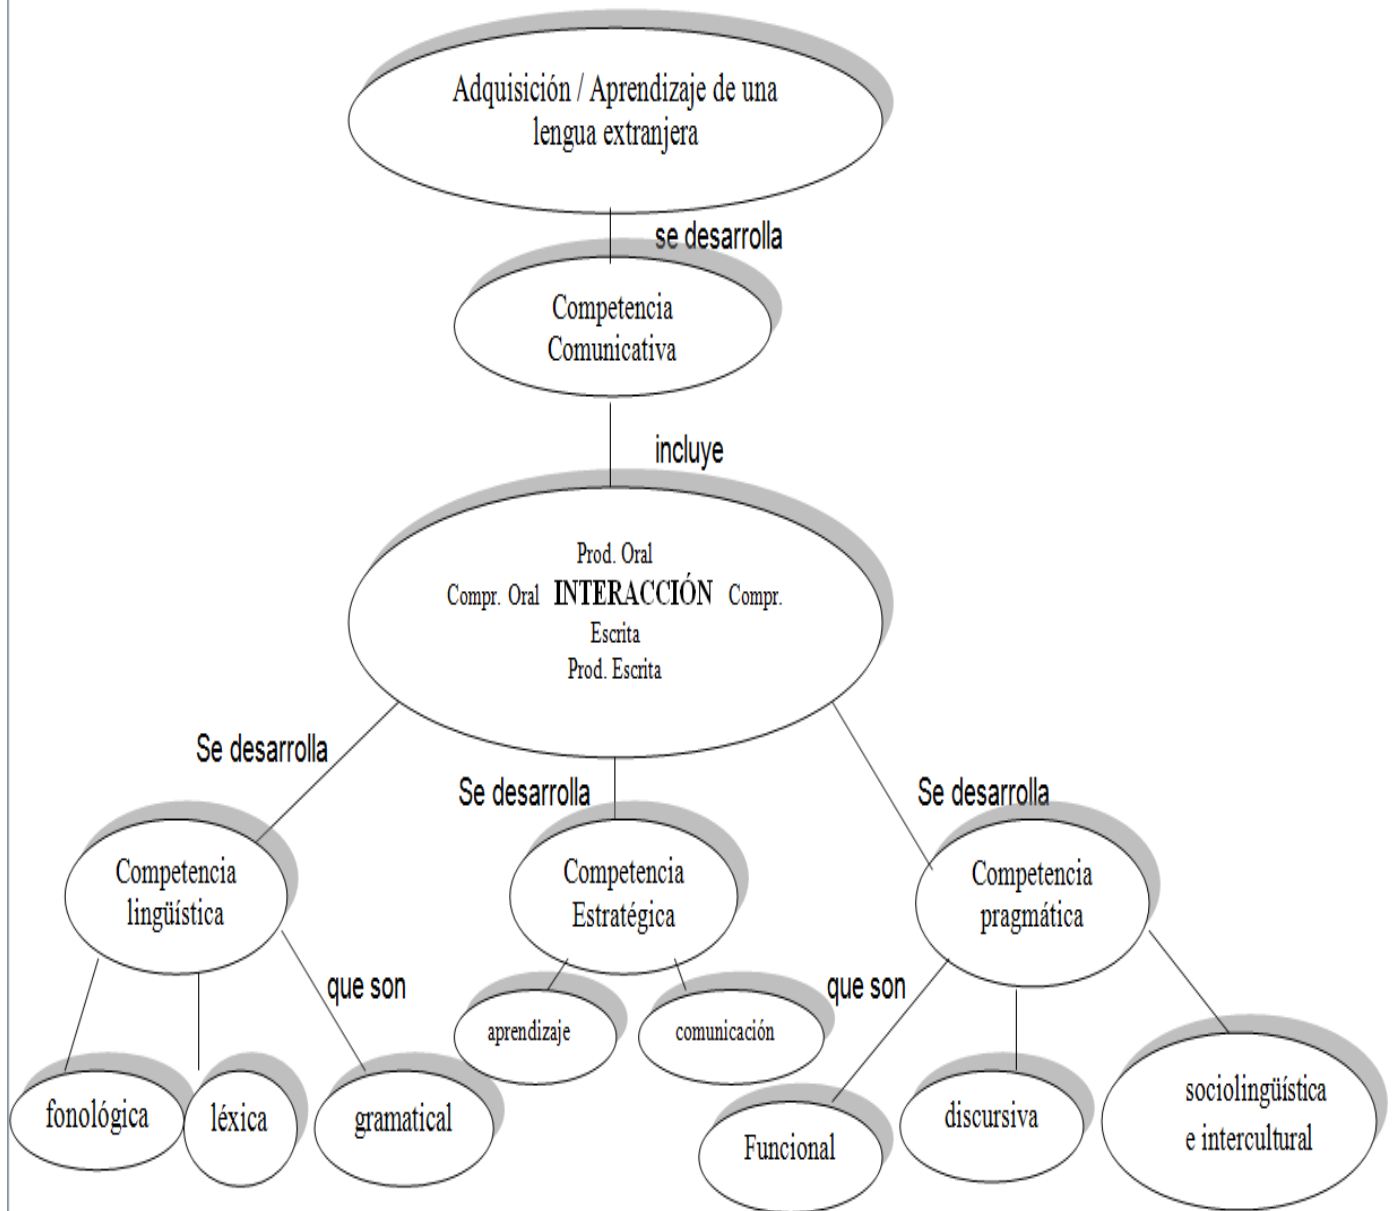 Adquisición / Aprendizaje de una
lengua extranjera
se desarrolla
Competencia
Comunicativa
incluye
Prod. Oral
Compr. Oral INTERACCIÓN Compr.
Escrita
Prod. Escrita
Se desarrolla
Se desarrolla
Se desarrolla
Competencia
lingüística
Competencia
Estratégica
Competencia
pragmática
que son
que son
aprendizaje
comunicación
fonológica
léxica
gramatical
Funcional
discursiva
sociolingüística
e intercultural